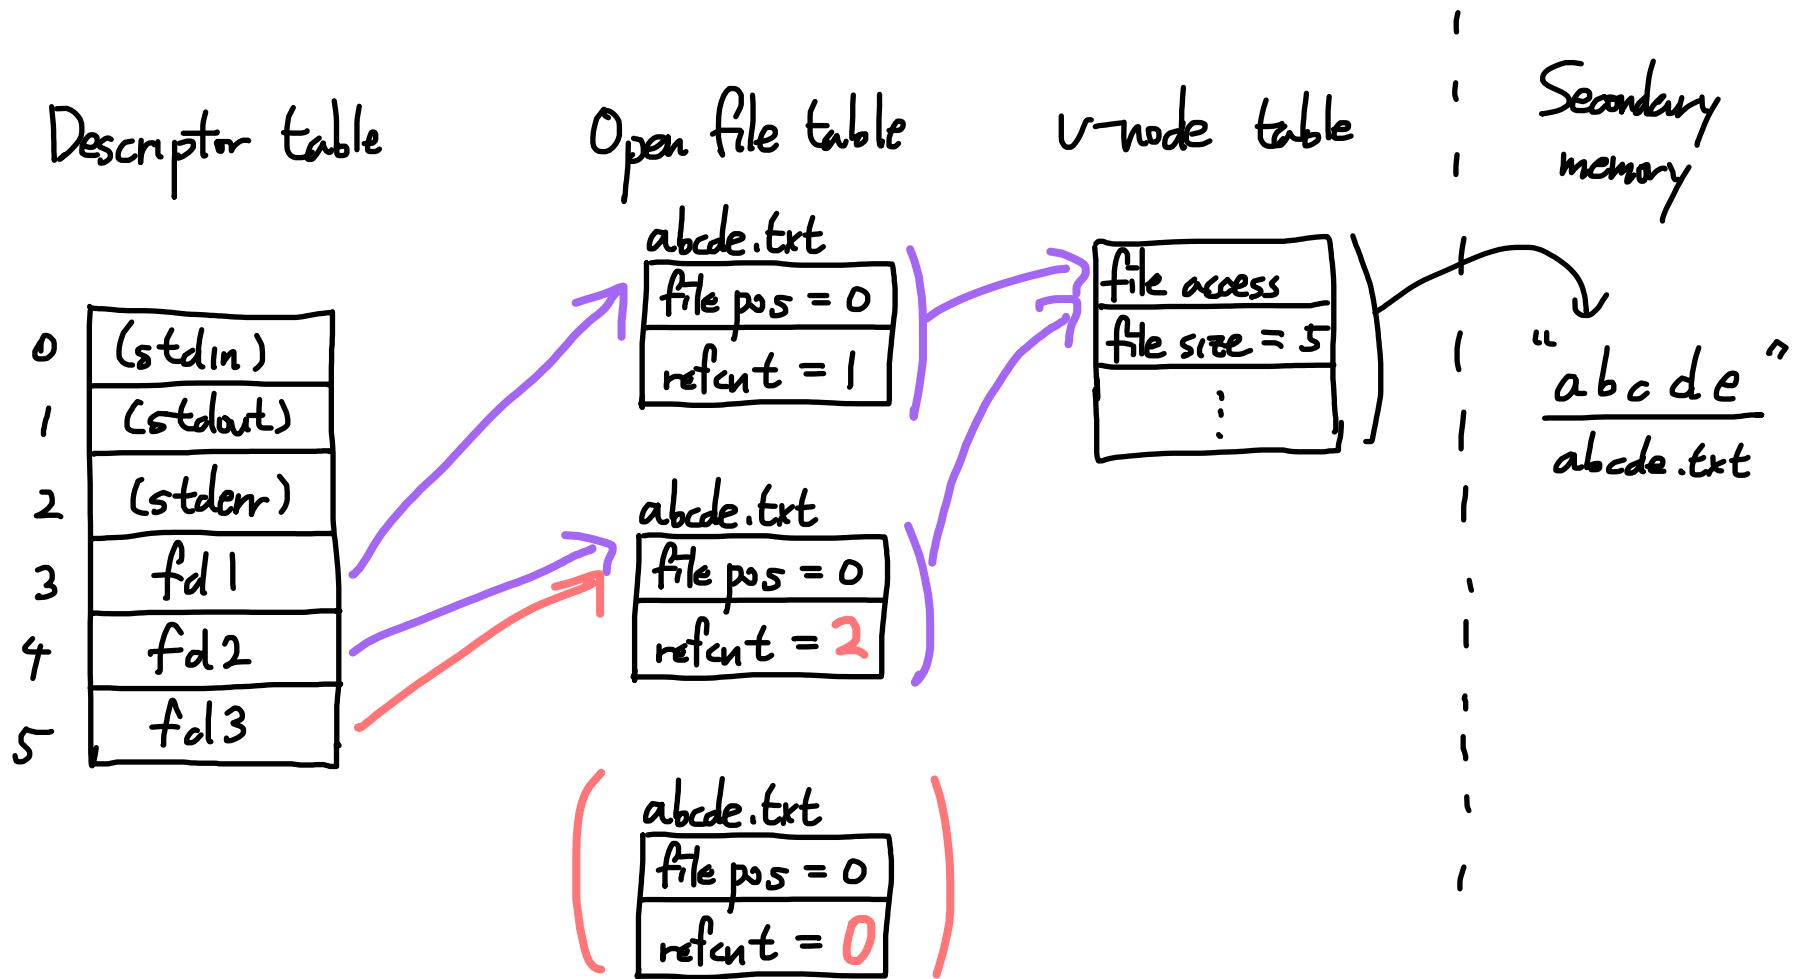 Descriptor table
0 (stdin)
1 (stdout)
2 (stderr)
3 fd1
4 fd2
5 fd3
Open file table
abcde.txt
file pos = 0
refcnt = 1
abcde.txt
file pos = 0
refcnt = 2
abcde.txt
file pos = 0
refcnt = 0
v-node table
file access
file size = 5
⋮
Secondary
memory
"abcde"
abcde.txt